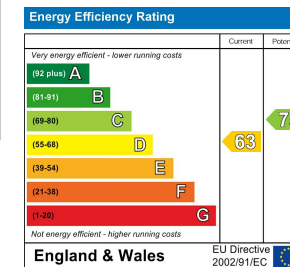 Energy Efficiency Rating
Current
Very energy efficient - lower running costs
(92 plus) A
(81-91) B
(69-80) C
(55-68) D
63
(39-54) E
(21-38) F
(1-20) G
Not energy efficient - higher running costs
England & Wales
EU Directive
2002/91/EC